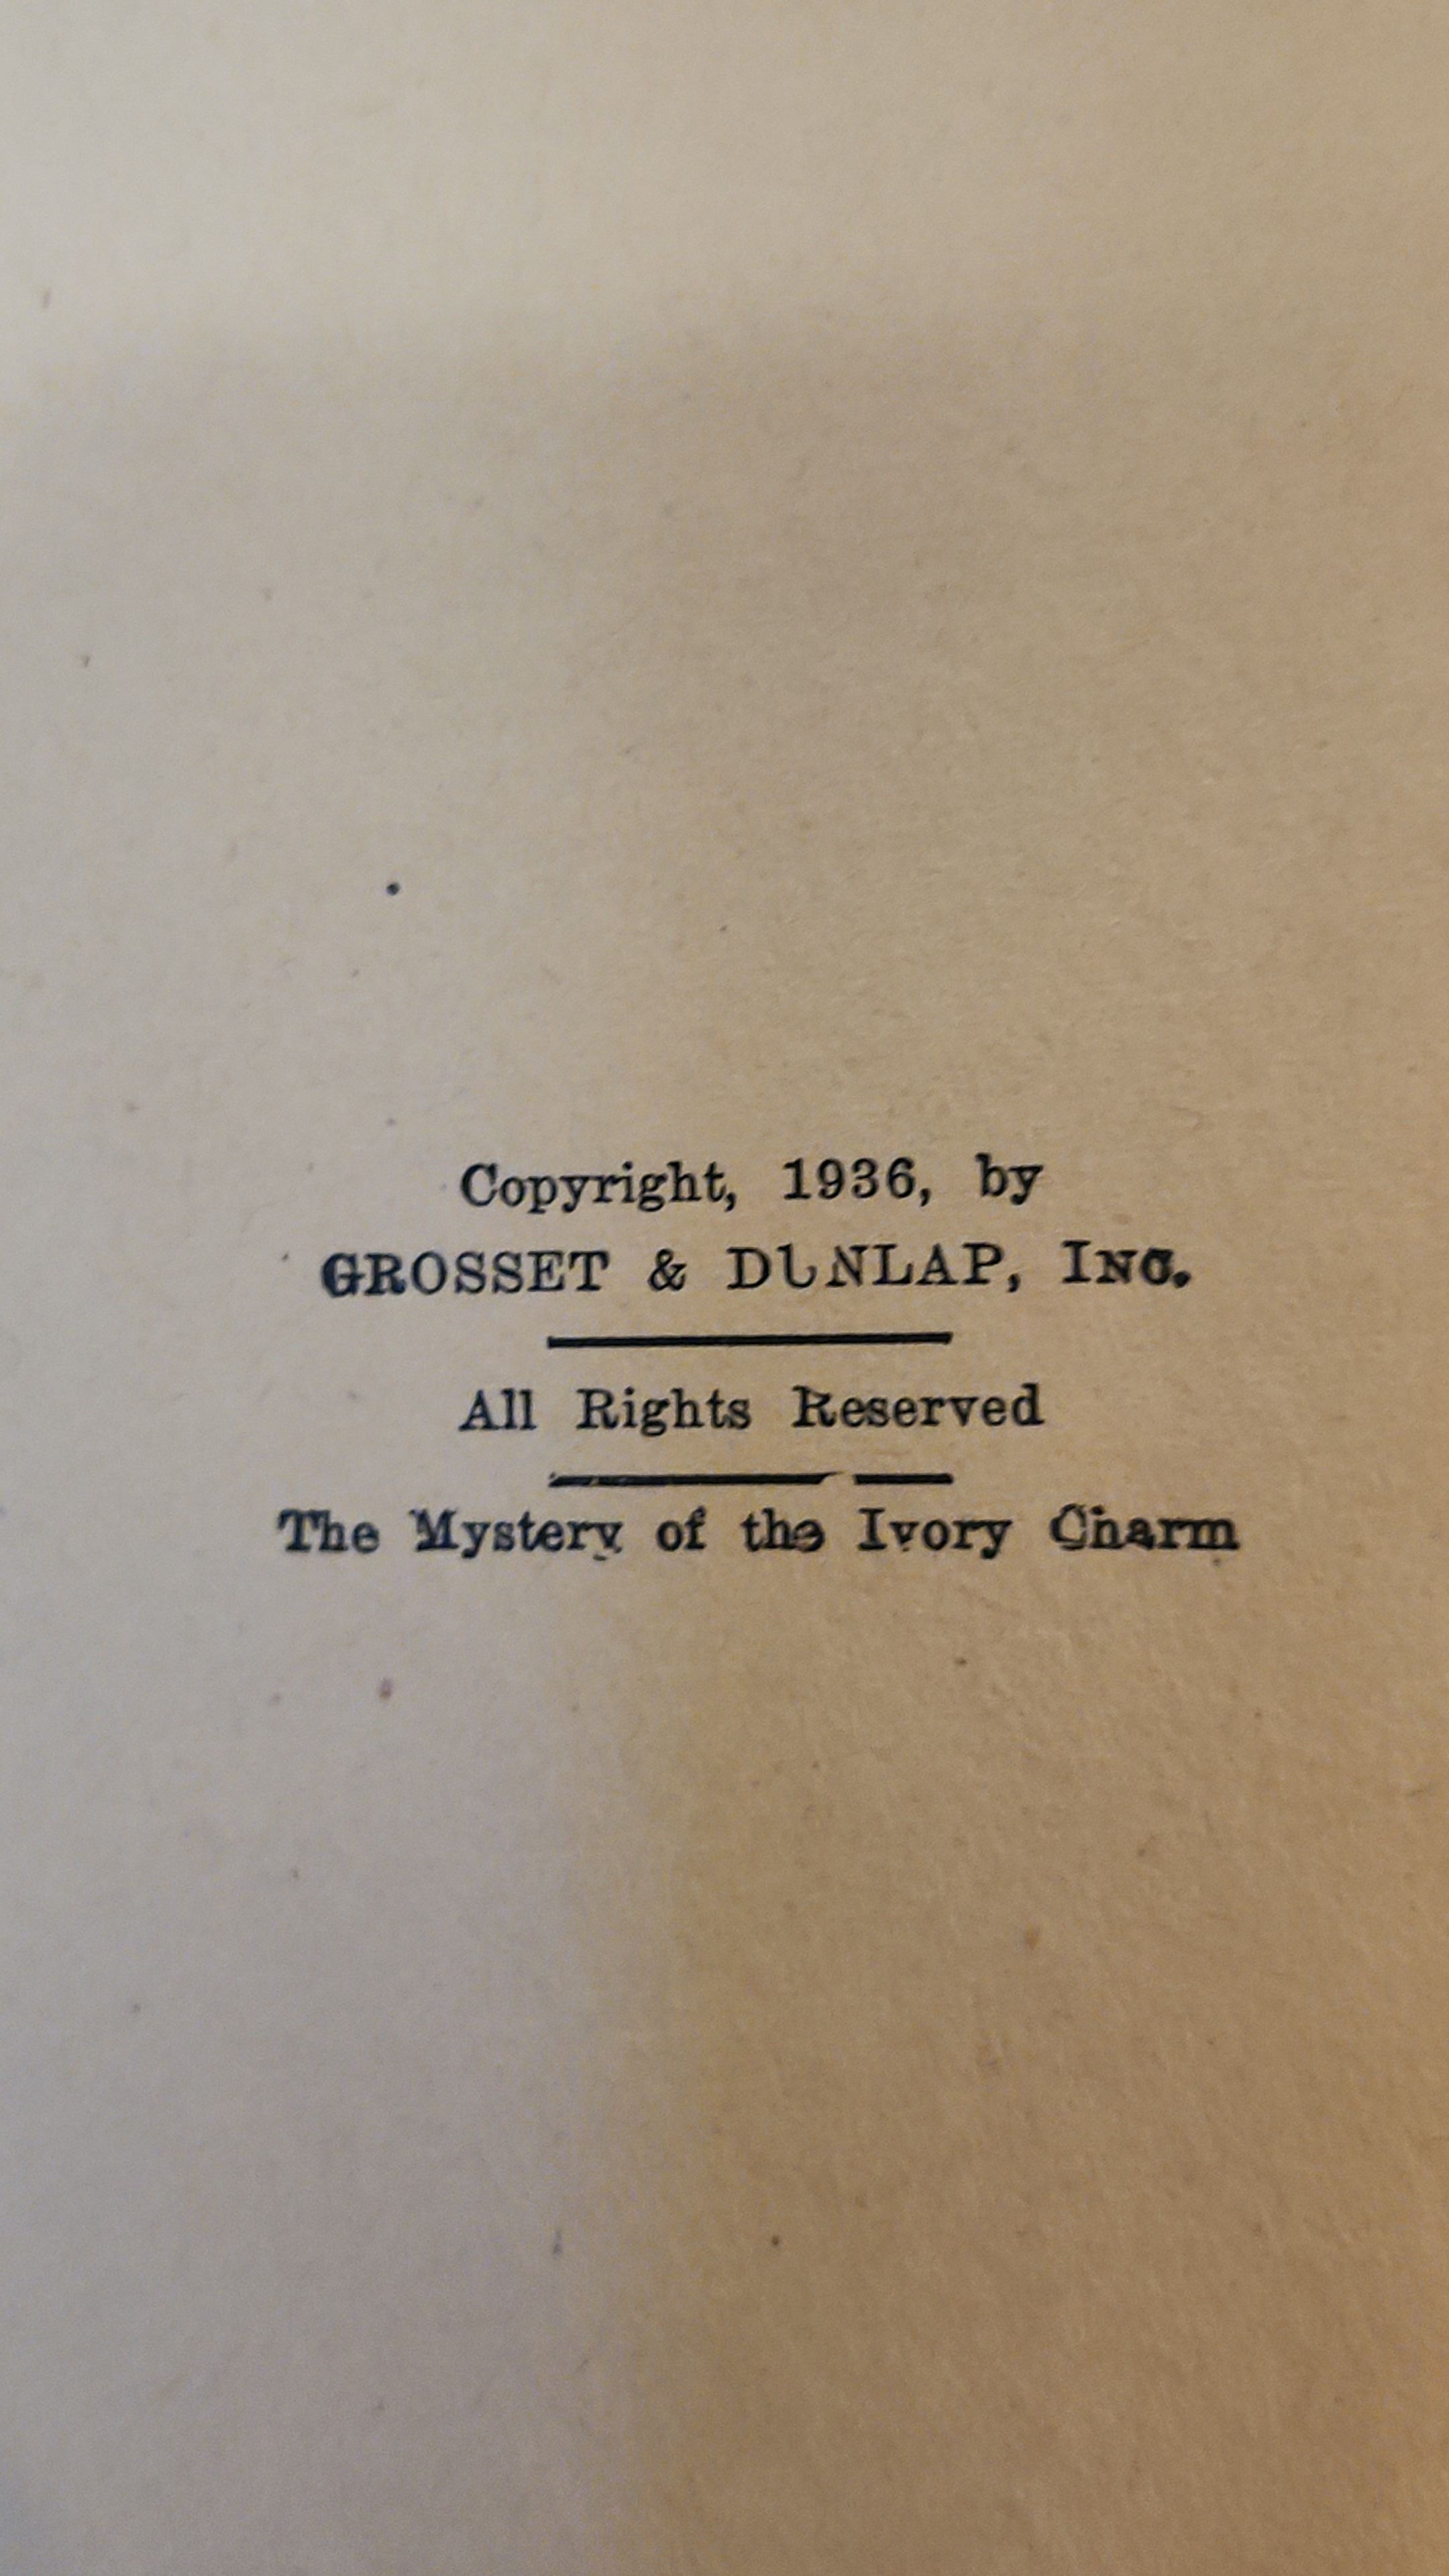 Copyright, 1936, by
GROSSET & DUNLAP, INC.
All Rights Reserved
The Mystery of the Ivory Charm